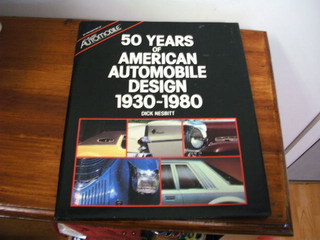 AUTOMOBILE
50 YEARS
OF
AMERICAN
AUTOMOBILE
DESIGN
1930-1980
DICK NESBITT